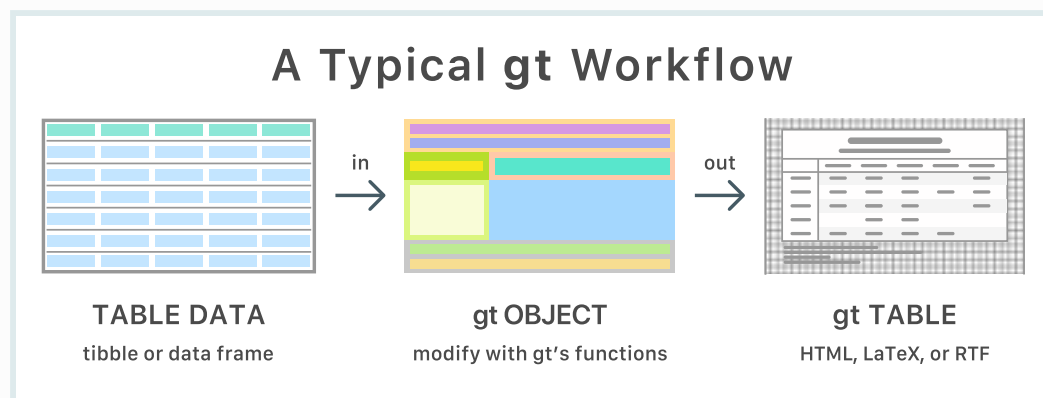 A Typical gt Workflow
in
out
TABLE DATA
gt OBJECT
gt TABLE
tibble or data frame
modify with gt's functions
HTML, LaTeX, or RTF